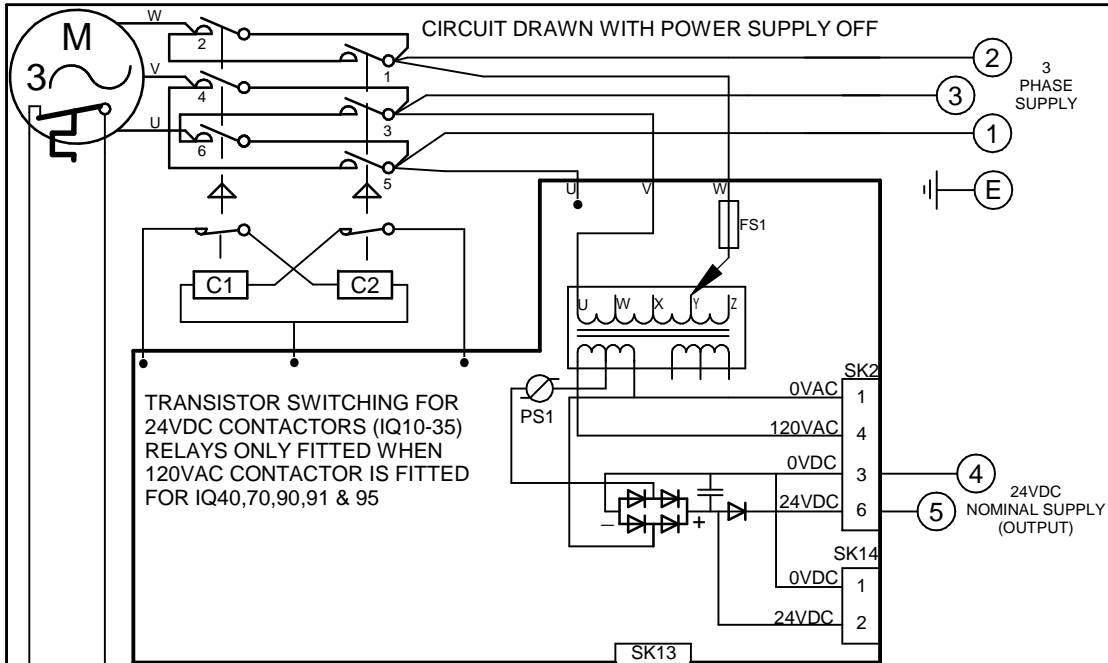 CIRCUIT DRAWN WITH POWER SUPPLY OFF
W
M
3
V
U
2
1
4
3
6
5
2
3
1
E
3
PHASE
SUPPLY
U
V
W
FS1
C1
C2
U
W
X
Y
Z
PS1
TRANSISTOR SWITCHING FOR
24VDC CONTACTORS (IQ10-35)
RELAYS ONLY FITTED WHEN
120VAC CONTACTOR IS FITTED
FOR IQ40,70,90,91 & 95
SK2
0VAC 1
120VAC 4
0VDC 3
24VDC 6
4
5
24VDC
NOMINAL SUPPLY
(OUTPUT)
– +
SK14
0VDC 1
24VDC 2
SK13